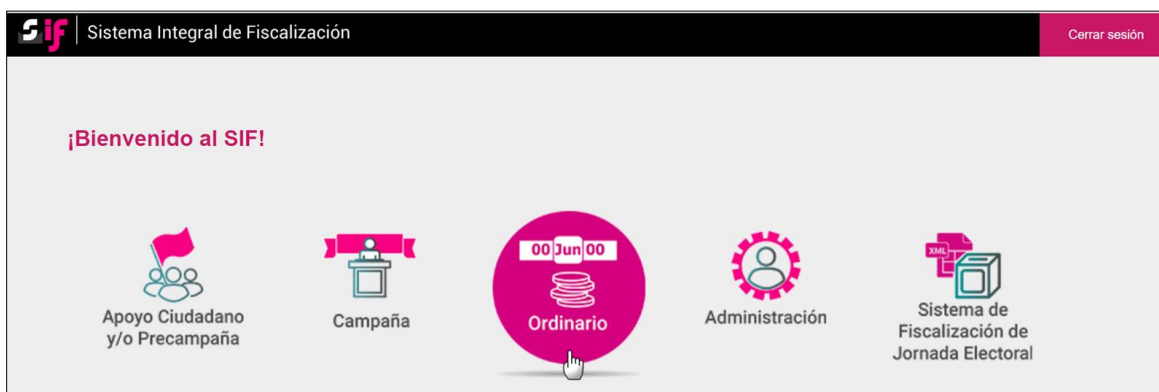 sif Sistema Integral de Fiscalización
Cerrar sesión
¡Bienvenido al SIF!
00 Jun 00
XML
Apoyo Ciudadano
y/o Precampaña
Campaña
Ordinario
Administración
Sistema de
Fiscalización de
Jornada Electoral